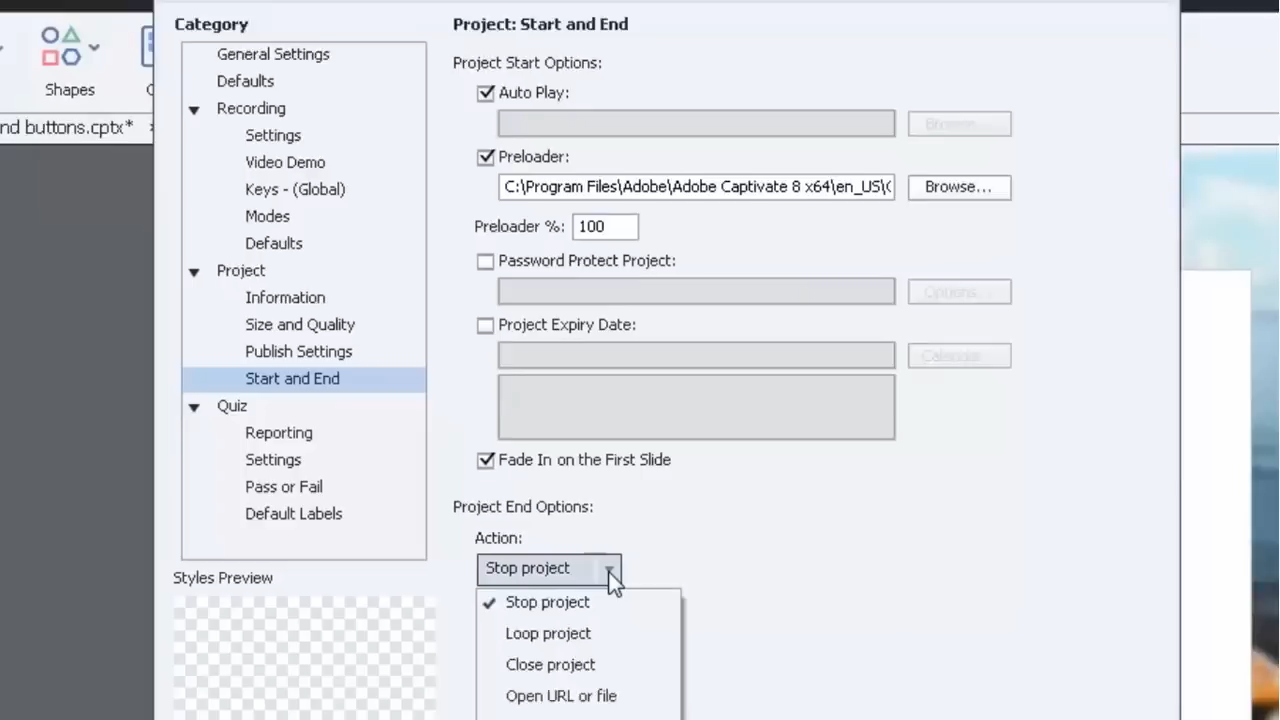 Shapes
nd buttons.cptx*
Category
General Settings
Defaults
Recording
Settings
Video Demo
Keys - (Global)
Modes
Defaults
Project
Information
Size and Quality
Publish Settings
Start and End
Quiz
Reporting
Settings
Pass or Fail
Default Labels
Styles Preview
Project: Start and End
Project Start Options:
Auto Play:
Browse...
Preloader:
C:\Program Files\Adobe\Adobe Captivate 8 x64\en_US\
Browse...
Preloader %: 100
Password Protect Project:
Options...
Project Expiry Date:
Calendar...
Fade In on the First Slide
Project End Options:
Action:
Stop project
Stop project
Loop project
Close project
Open URL or file